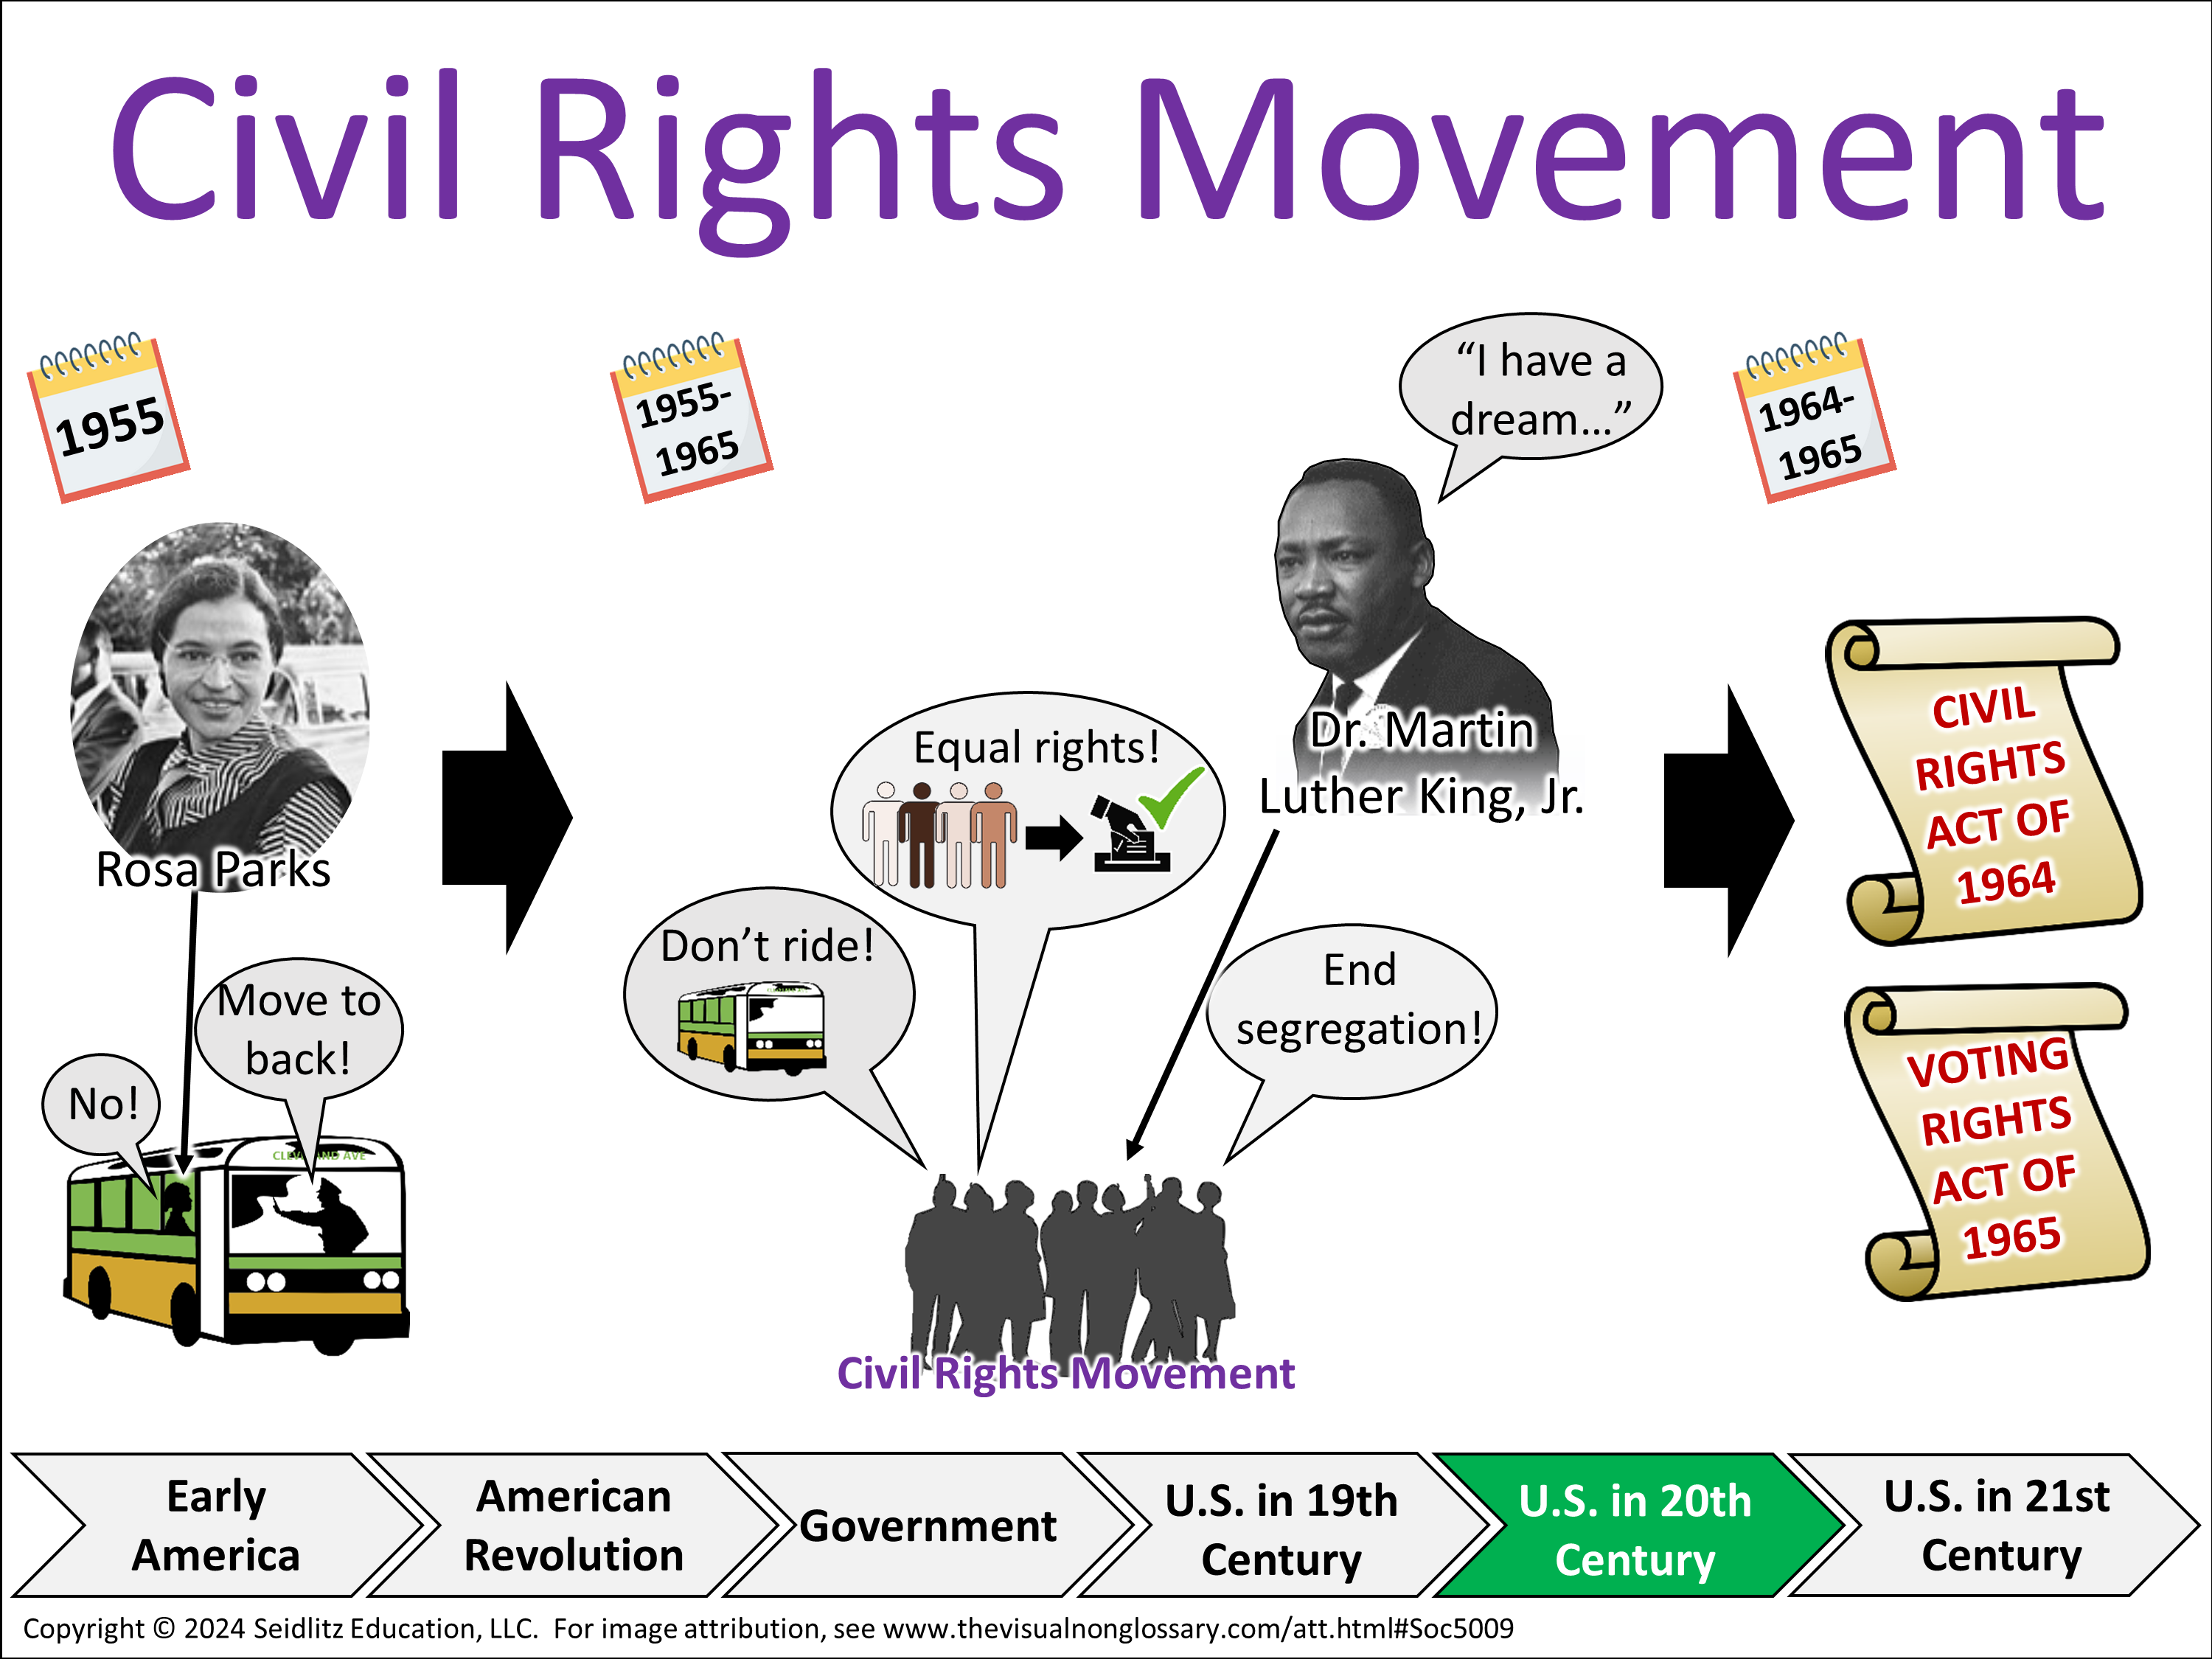 Civil Rights Movement
1955
Rosa Parks
Move to
back!
No!
CLEVELAND AVE
1955-
1965
"I have a
dream..."
Dr. Martin
Luther King, Jr.
Equal rights!
Don't ride!
End
segregation!
Civil Rights Movement
1964-
1965
CIVIL
RIGHTS
ACT OF
1964
VOTING
RIGHTS
ACT OF
1965
Early
America
American
Revolution
Government
U.S. in 19th
Century
U.S. in 20th
Century
U.S. in 21st
Century
Copyright © 2024 Seidlitz Education, LLC.  For image attribution, see www.thevisualnonglossary.com/att.html#Soc5009